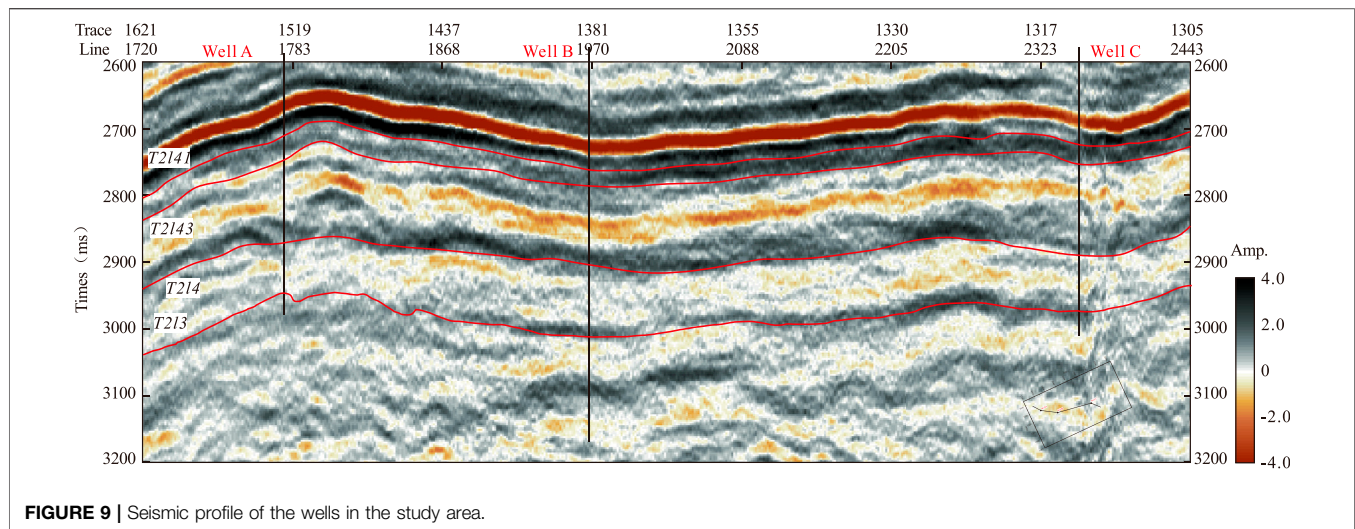 Trace 1621 1519 1437 1381 1355 1330 1317 1305
Line 1720 Well A 1783 1868 Well B 1970 2088 2205 2323 Well C 2443
2600 2600
2700 2700
T2141
2800 2800
T2143
Times (ms)
2900 2900
Amp.
T214
4.0
T213
2.0
3000 3000
0
3100 3100
-2.0
3200 3200
-4.0
FIGURE 9 | Seismic profile of the wells in the study area.